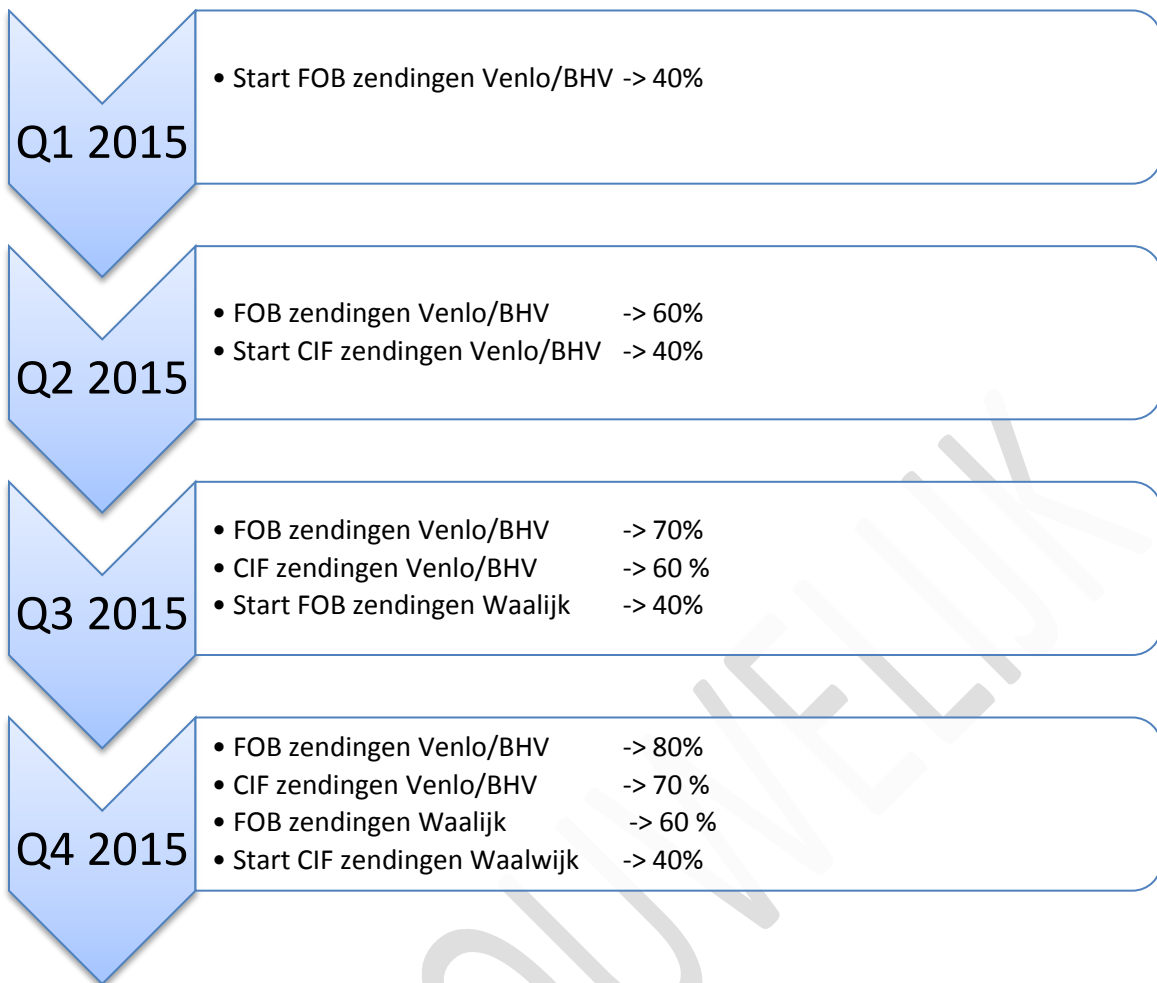 Q1 2015
• Start FOB zendingen Venlo/BHV -> 40%
Q2 2015
• FOB zendingen Venlo/BHV -> 60%
• Start CIF zendingen Venlo/BHV -> 40%
Q3 2015
• FOB zendingen Venlo/BHV -> 70%
• CIF zendingen Venlo/BHV -> 60 %
• Start FOB zendingen Waalijk -> 40%
Q4 2015
• FOB zendingen Venlo/BHV -> 80%
• CIF zendingen Venlo/BHV -> 70 %
• FOB zendingen Waalijk -> 60 %
• Start CIF zendingen Waalwijk -> 40%
OUWELIJK